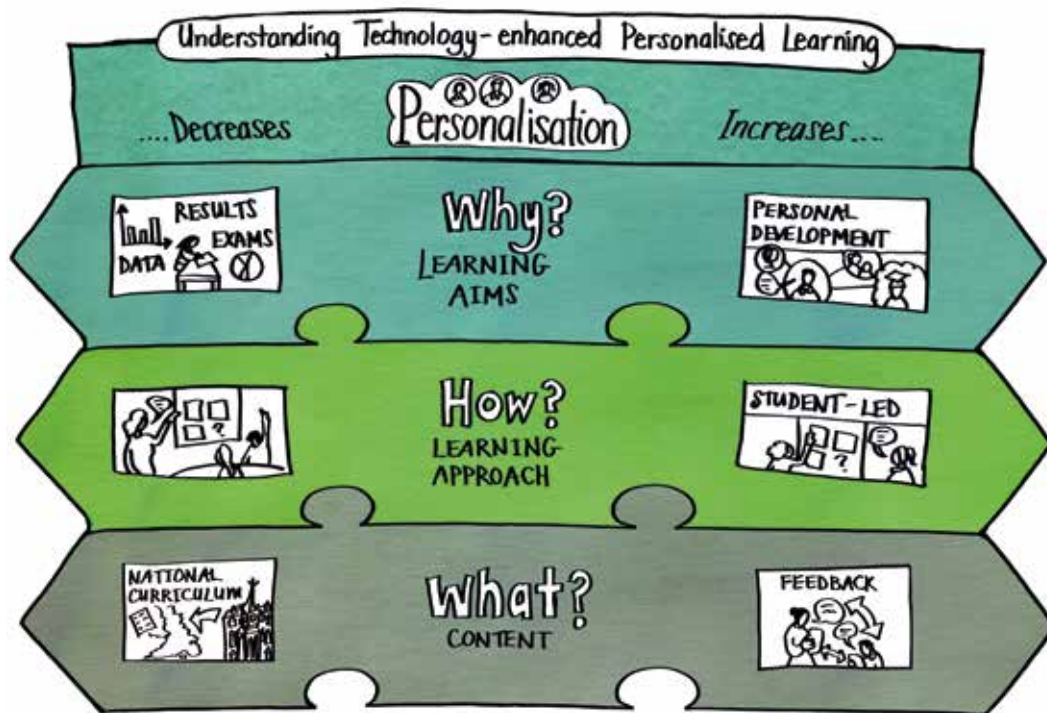 Understanding Technology-enhanced Personalised Learning
....Decreases
Personalisation
Increases....
RESULTS
EXAMS
DATA
Why?
LEARNING
AIMS
PERSONAL
DEVELOPMENT
?
How?
LEARNING
APPROACH
STUDENT-LED
?
NATIONAL
CURRICULUM
What?
CONTENT
FEEDBACK